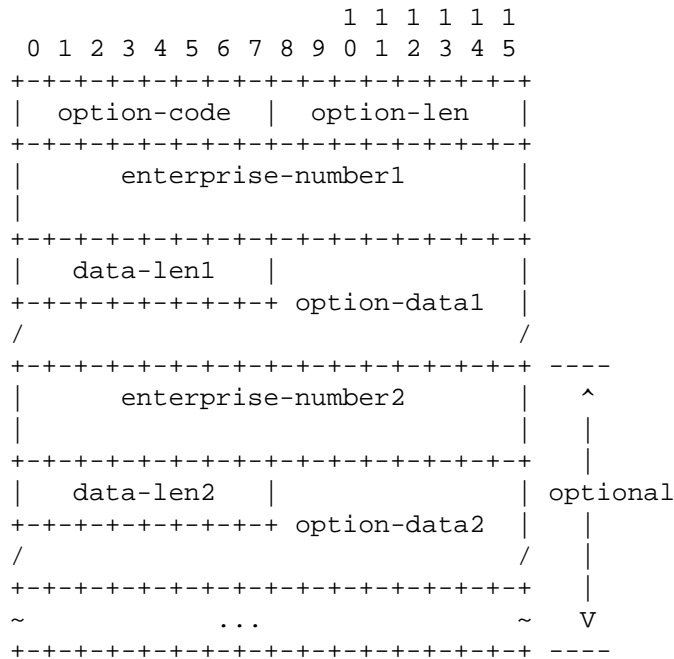 1 1 1 1 1 1
 0 1 2 3 4 5 6 7 8 9 0 1 2 3 4 5
+-+-+-+-+-+-+-+-+-+-+-+-+-+-+-+-+
|  option-code  |  option-len   |
+-+-+-+-+-+-+-+-+-+-+-+-+-+-+-+-+
|      enterprise-number1       |
|                               |
+-+-+-+-+-+-+-+-+-+-+-+-+-+-+-+-+
|   data-len1   |               |
+-+-+-+-+-+-+-+-+ option-data1  |
/                               /
+-+-+-+-+-+-+-+-+-+-+-+-+-+-+-+-+ ----
|      enterprise-number2       |   ^
|                               |   |
+-+-+-+-+-+-+-+-+-+-+-+-+-+-+-+-+   |
|   data-len2   |               | optional
+-+-+-+-+-+-+-+-+ option-data2  |   |
/                               /   |
+-+-+-+-+-+-+-+-+-+-+-+-+-+-+-+-+   |
~            ...                ~   V
+-+-+-+-+-+-+-+-+-+-+-+-+-+-+-+-+ ----